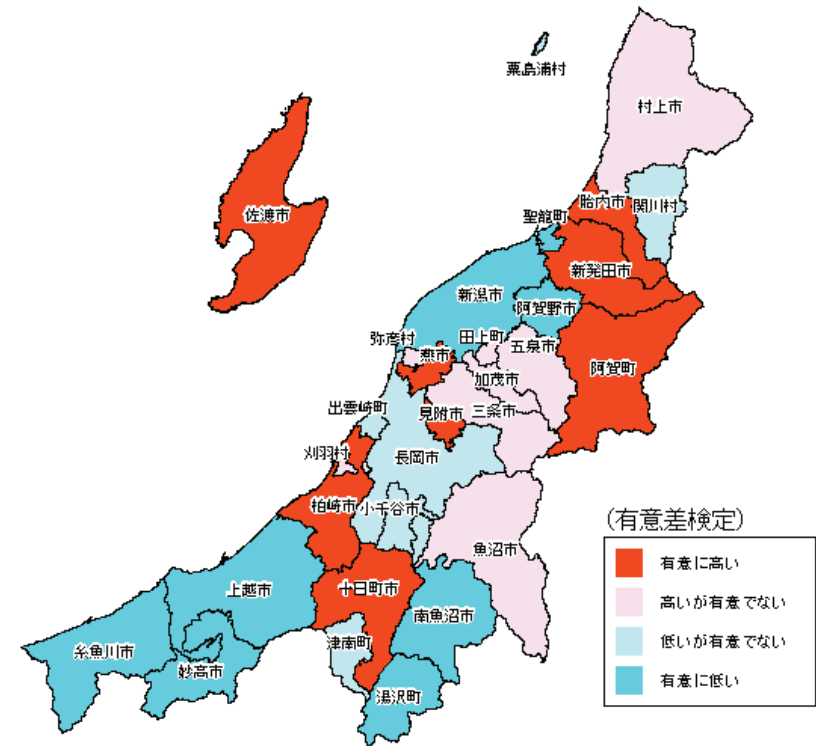 粟島浦村
村上市
佐渡市
胎内市
関川村
聖籠町
新発田市
新潟市
阿賀野市
弥彦村
田上町
五泉市
燕市
阿賀町
加茂市
出雲崎町
見附市
三条市
刈羽村
長岡市
柏崎市
小千谷市
魚沼市
上越市
十日町市
南魚沼市
津南町
糸魚川市
妙高市
湯沢町
(有意差検定)
有意に高い
高いが有意でない
低いが有意でない
有意に低い